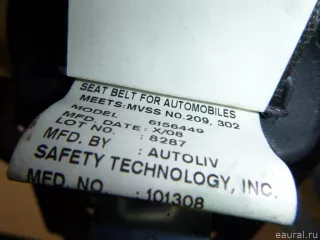 SEAT BELT FOR AUTOMOBILES
MEETS: MVSS NO.209, 302
MODEL 6156449
MFD. DATE: X/08
LOT NO: 8287
MFD. BY: AUTOLIV
SAFETY TECHNOLOGY, INC.
MFD. NO. 101308
© eaural.ru